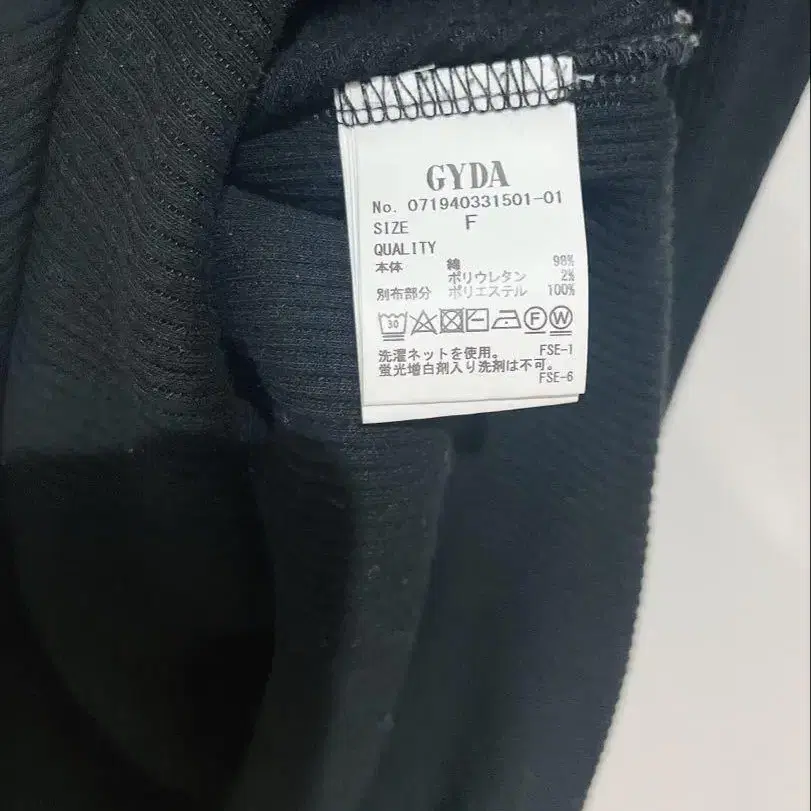 GYDA
No. 071940331501-01
SIZE F
QUALITY
本体 綿 98%
ポリウレタン 2%
別布部分 ポリエステル 100%
30 F W
洗濯ネットを使用。 FSE-1
蛍光増白剤入り洗剤は不可。
FSE-6